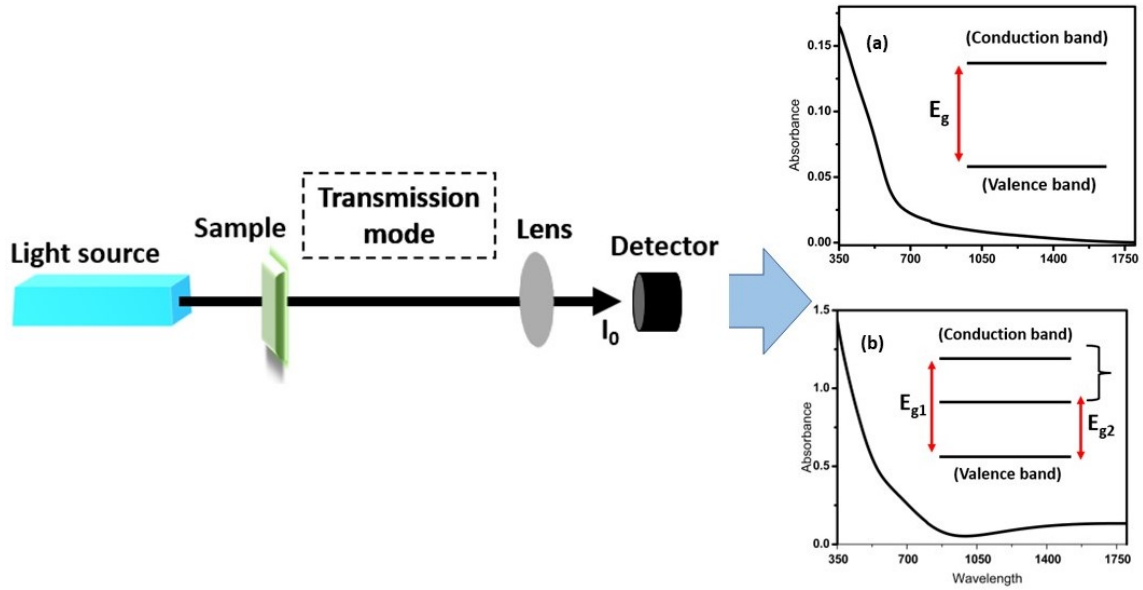 Light source
Sample
Transmission
mode
Lens
I0
Detector
(a)
(Conduction band)
Eg
(Valence band)
Absorbance
0.15
0.10
0.05
0.00
350 700 1050 1400 1750
(b)
(Conduction band)
Eg1
Eg2
(Valence band)
Absorbance
1.5
1.0
0.5
0.0
350 700 1050 1400 1750
Wavelength